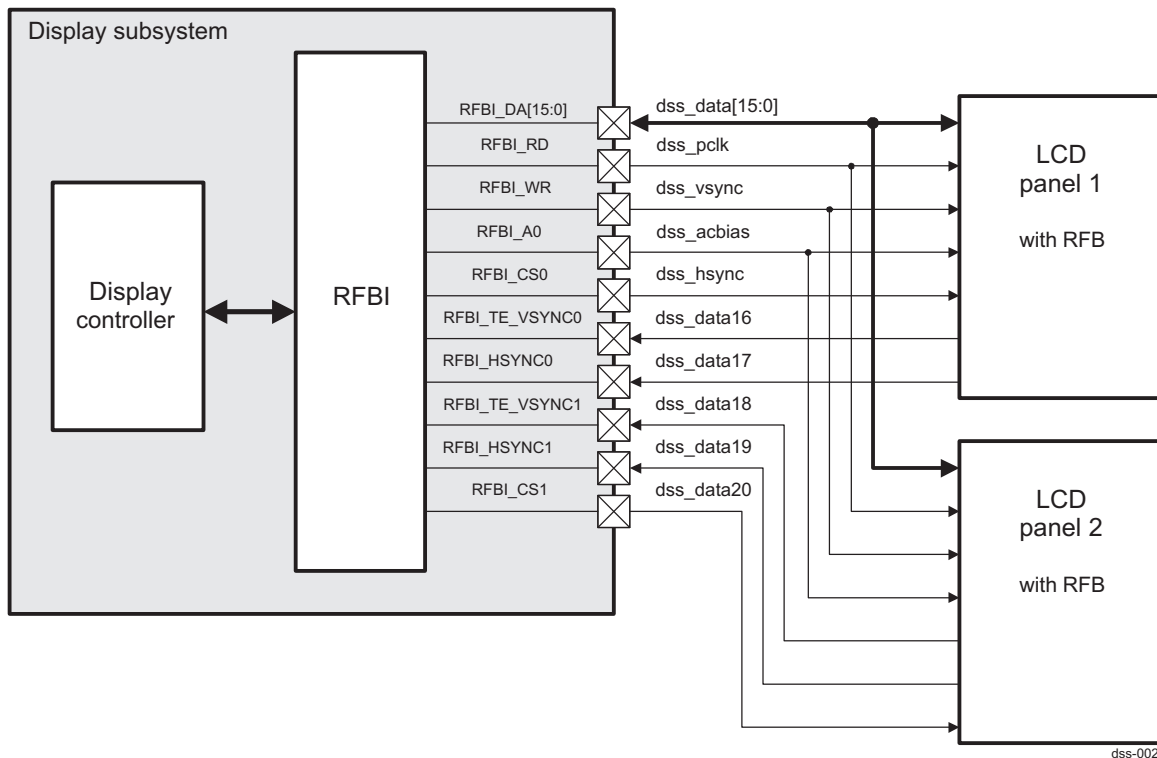 Display subsystem
Display
controller
RFBI
RFBI_DA[15:0]
dss_data[15:0]
RFBI_RD
dss_pclk
RFBI_WR
dss_vsync
RFBI_A0
dss_acbias
RFBI_CS0
dss_hsync
RFBI_TE_VSYNC0
dss_data16
RFBI_HSYNC0
dss_data17
RFBI_TE_VSYNC1
dss_data18
RFBI_HSYNC1
dss_data19
RFBI_CS1
dss_data20
LCD
panel 1
with RFB
LCD
panel 2
with RFB
dss-002